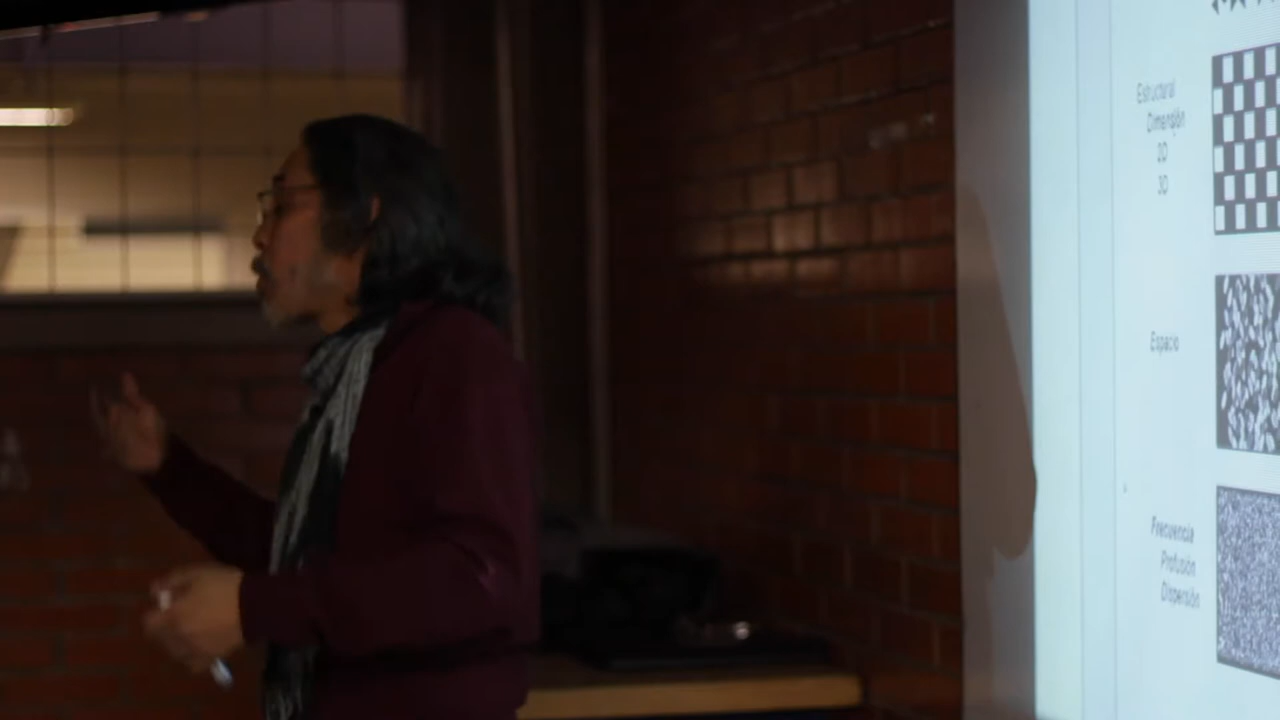 Estructural
Dimensión
2D
3D
Espacio
Frecuencia
Profusión
Dispersión